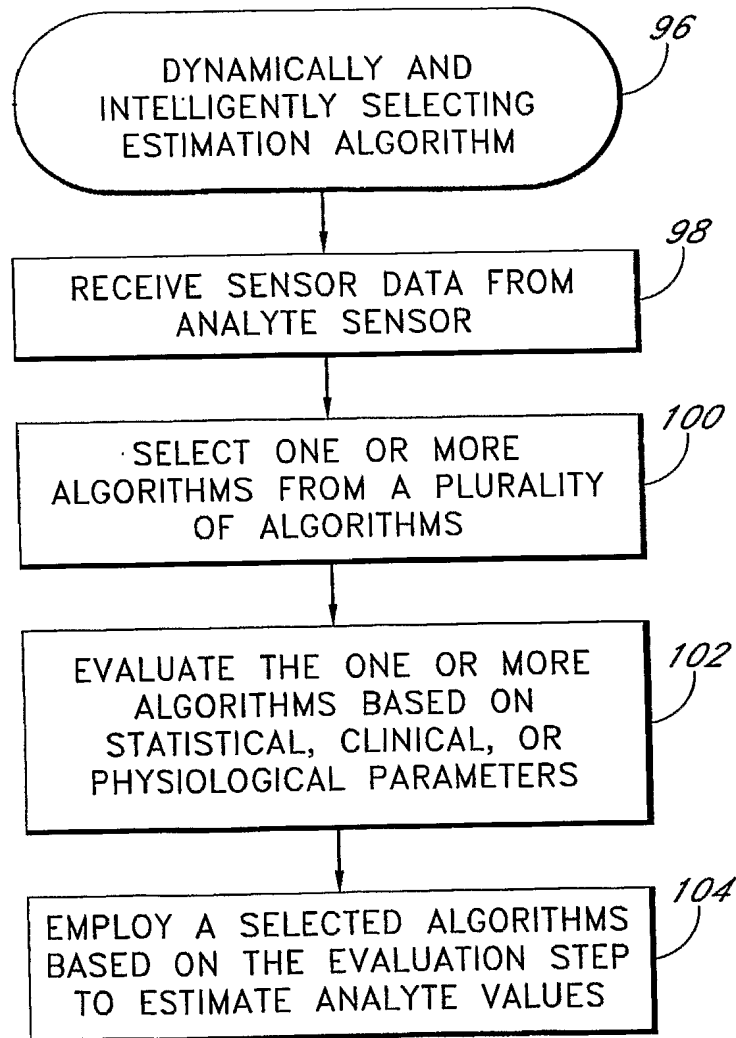 96
DYNAMICALLY AND
INTELLIGENTLY SELECTING
ESTIMATION ALGORITHM
98
RECEIVE SENSOR DATA FROM
ANALYTE SENSOR
100
SELECT ONE OR MORE
ALGORITHMS FROM A PLURALITY
OF ALGORITHMS
102
EVALUATE THE ONE OR MORE
ALGORITHMS BASED ON
STATISTICAL, CLINICAL, OR
PHYSIOLOGICAL PARAMETERS
104
EMPLOY A SELECTED ALGORITHMS
BASED ON THE EVALUATION STEP
TO ESTIMATE ANALYTE VALUES